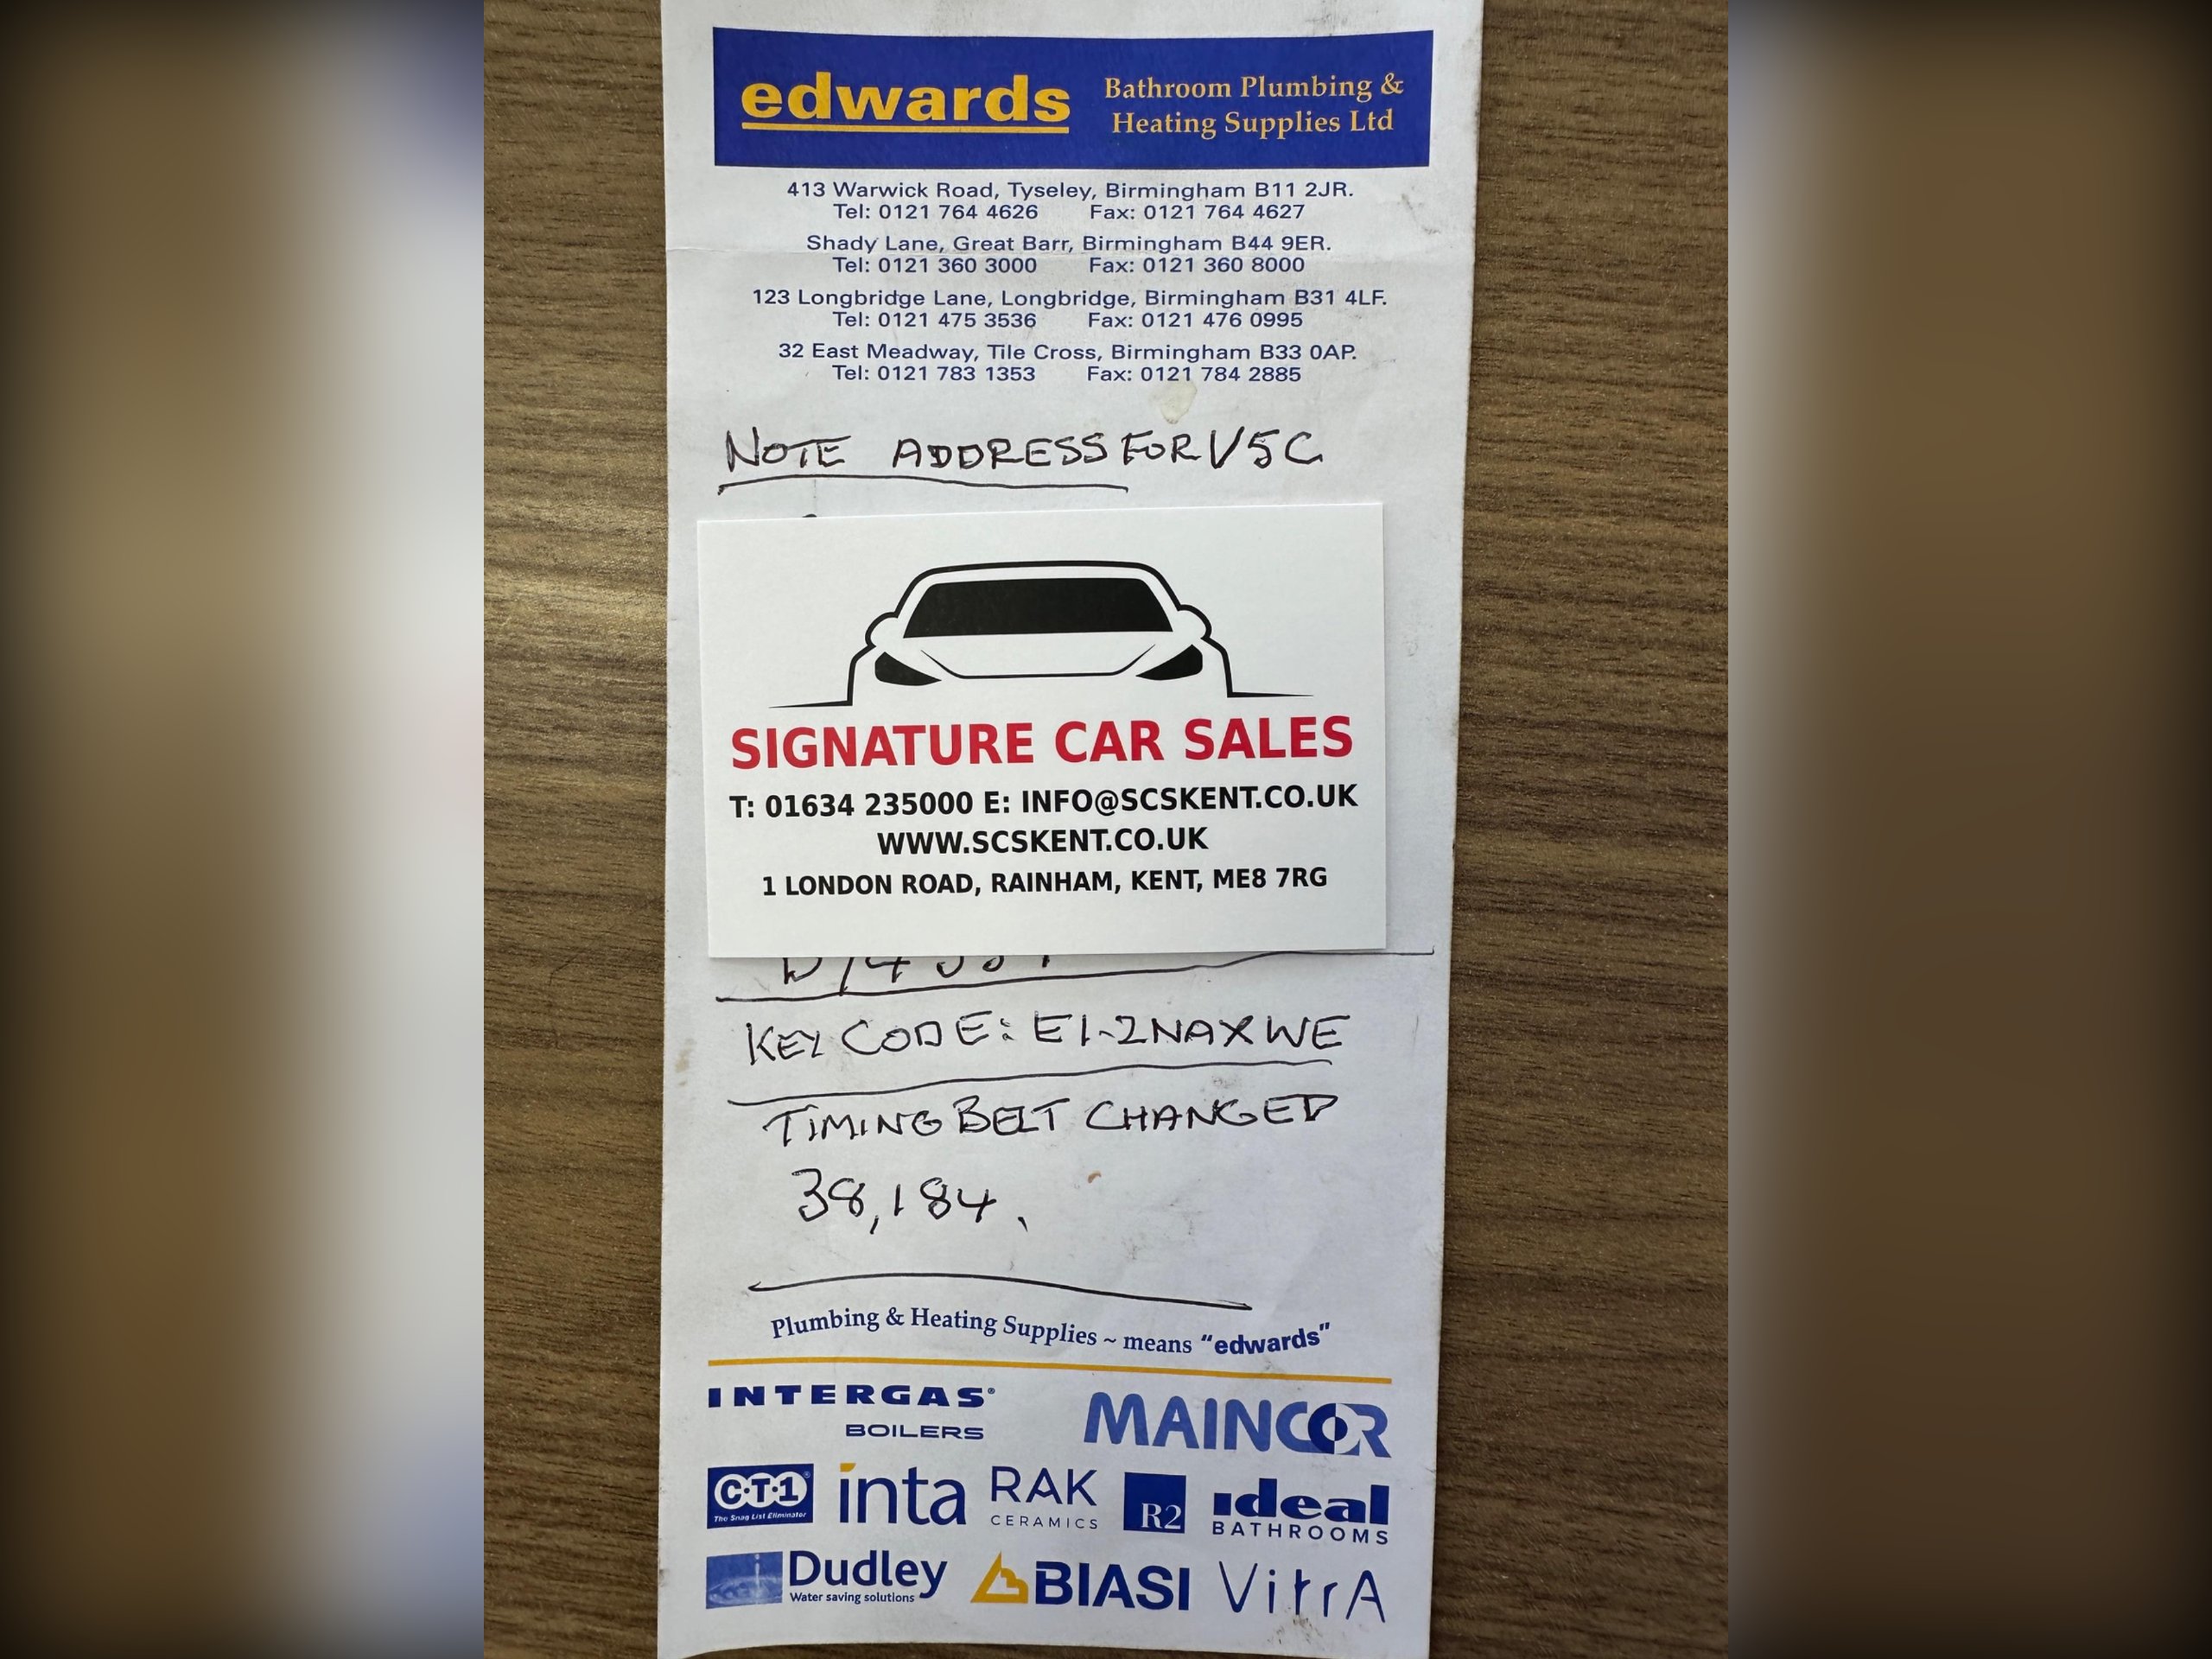 edwards
Bathroom Plumbing &
Heating Supplies Ltd
413 Warwick Road, Tyseley, Birmingham B11 2JR.
Tel: 0121 764 4626 Fax: 0121 764 4627
Shady Lane, Great Barr, Birmingham B44 9ER.
Tel: 0121 360 3000 Fax: 0121 360 8000
123 Longbridge Lane, Longbridge, Birmingham B31 4LF.
Tel: 0121 475 3536 Fax: 0121 476 0995
32 East Meadway, Tile Cross, Birmingham B33 0AP.
Tel: 0121 783 1353 Fax: 0121 784 2885
NOTE ADDRESS FOR V5C
SIGNATURE CAR SALES
T: 01634 235000 E: INFO@SCSKENT.CO.UK
WWW.SCSKENT.CO.UK
1 LONDON ROAD, RAINHAM, KENT, ME8 7RG
KEY CODE: E1-2NAXWE
TIMING BELT CHANGED
38,184.
Plumbing & Heating Supplies ~ means "edwards"
INTERGAS®
BOILERS
MAINCOR
C·T·1®
The Snag List Eliminator
inta
RAK
CERAMICS
R2
ideal
BATHROOMS
Dudley
Water saving solutions
BIASI
VitrA